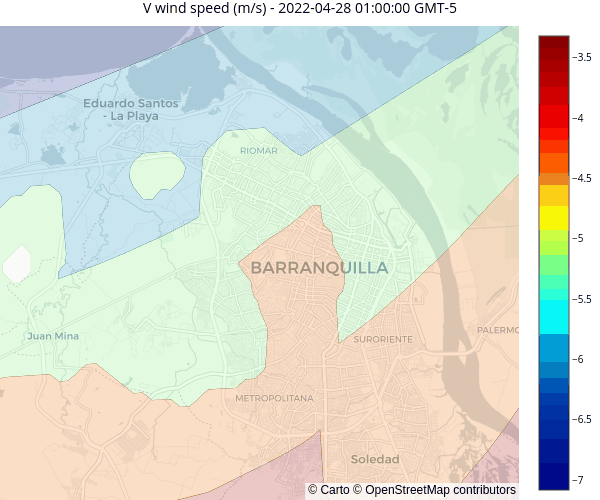 V wind speed (m/s) - 2022-04-28 01:00:00 GMT-5
−3.5
Eduardo Santos
- La Playa
−4
RIOMAR
−4.5
−5
BARRANQUILLA
−5.5
Juan Mina
PALERMO
SURORIENTE
−6
METROPOLITANA
−6.5
Soledad
−7
© Carto © OpenStreetMap contributors